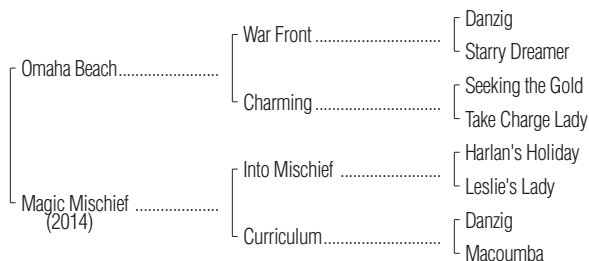 Danzig
War Front
Starry Dreamer
Omaha Beach
Seeking the Gold
Charming
Take Charge Lady
Harlan's Holiday
Into Mischief
Leslie's Lady
Magic Mischief
(2014)
Danzig
Curriculum
Macoumba